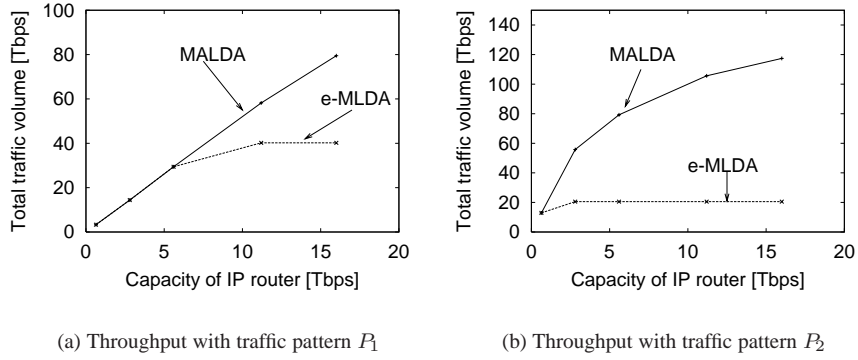 Total traffic volume [Tbps]
100
80
60
40
20
0
MALDA
e-MLDA
0 5 10 15 20
Capacity of IP router [Tbps]
(a) Throughput with traffic pattern P1
Total traffic volume [Tbps]
140
120
100
80
60
40
20
0
MALDA
e-MLDA
0 5 10 15 20
Capacity of IP router [Tbps]
(b) Throughput with traffic pattern P2